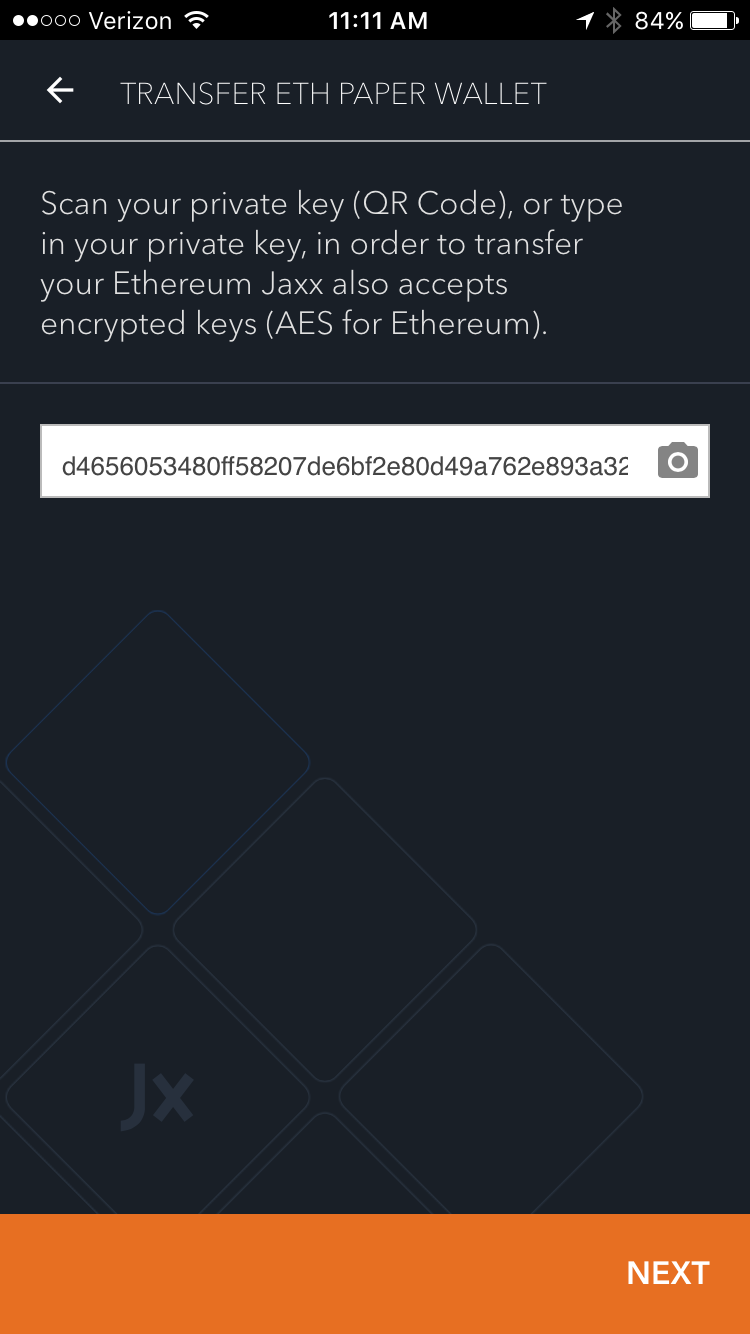 Verizon 11:11 AM 84%
TRANSFER ETH PAPER WALLET
Scan your private key (QR Code), or type
in your private key, in order to transfer
your Ethereum Jaxx also accepts
encrypted keys (AES for Ethereum).
d4656053480ff58207de6bf2e80d49a762e893a32
Jx
NEXT